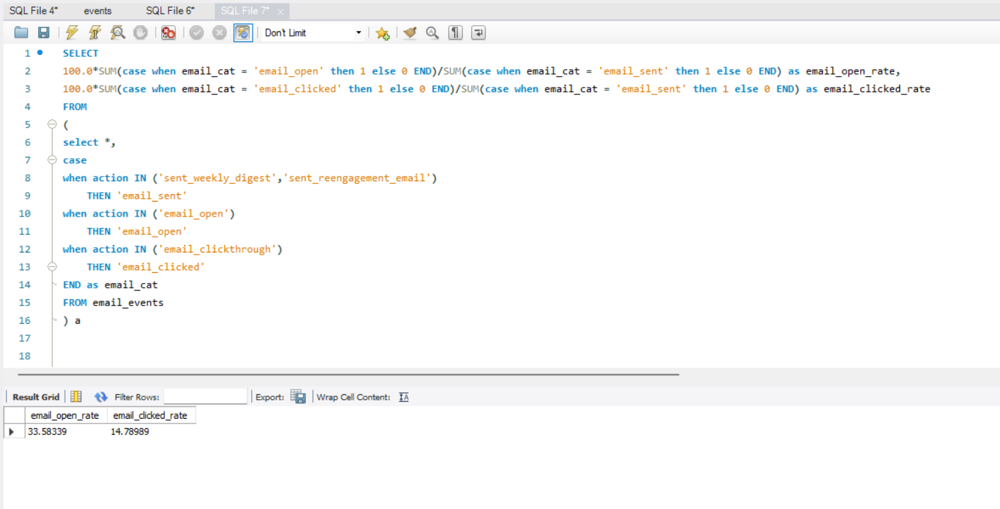 SQL File 4* events SQL File 6* SQL File 7*
Don't Limit
1 SELECT
2 100.0*SUM(case when email_cat = 'email_open' then 1 else 0 END)/SUM(case when email_cat = 'email_sent' then 1 else 0 END) as email_open_rate,
3 100.0*SUM(case when email_cat = 'email_clicked' then 1 else 0 END)/SUM(case when email_cat = 'email_sent' then 1 else 0 END) as email_clicked_rate
4 FROM
5 (
6 select *,
7 case
8 when action IN ('sent_weekly_digest','sent_reengagement_email')
9 THEN 'email_sent'
10 when action IN ('email_open')
11 THEN 'email_open'
12 when action IN ('email_clickthrough')
13 THEN 'email_clicked'
14 END as email_cat
15 FROM email_events
16 ) a
17
18
Result Grid Filter Rows: Export: Wrap Cell Content:
email_open_rate email_clicked_rate
33.58339 14.78989